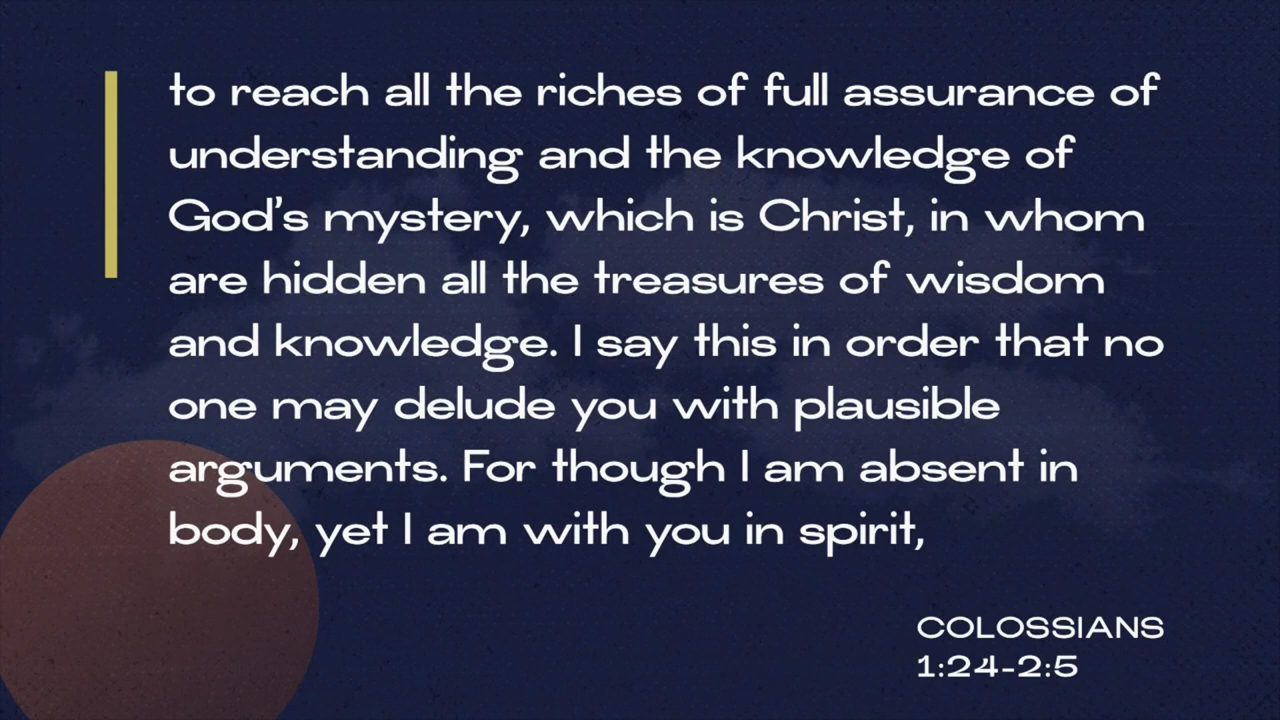 to reach all the riches of full assurance of
understanding and the knowledge of
God's mystery, which is Christ, in whom
are hidden all the treasures of wisdom
and knowledge. I say this in order that no
one may delude you with plausible
arguments. For though I am absent in
body, yet I am with you in spirit,
COLOSSIANS
1:24-2:5